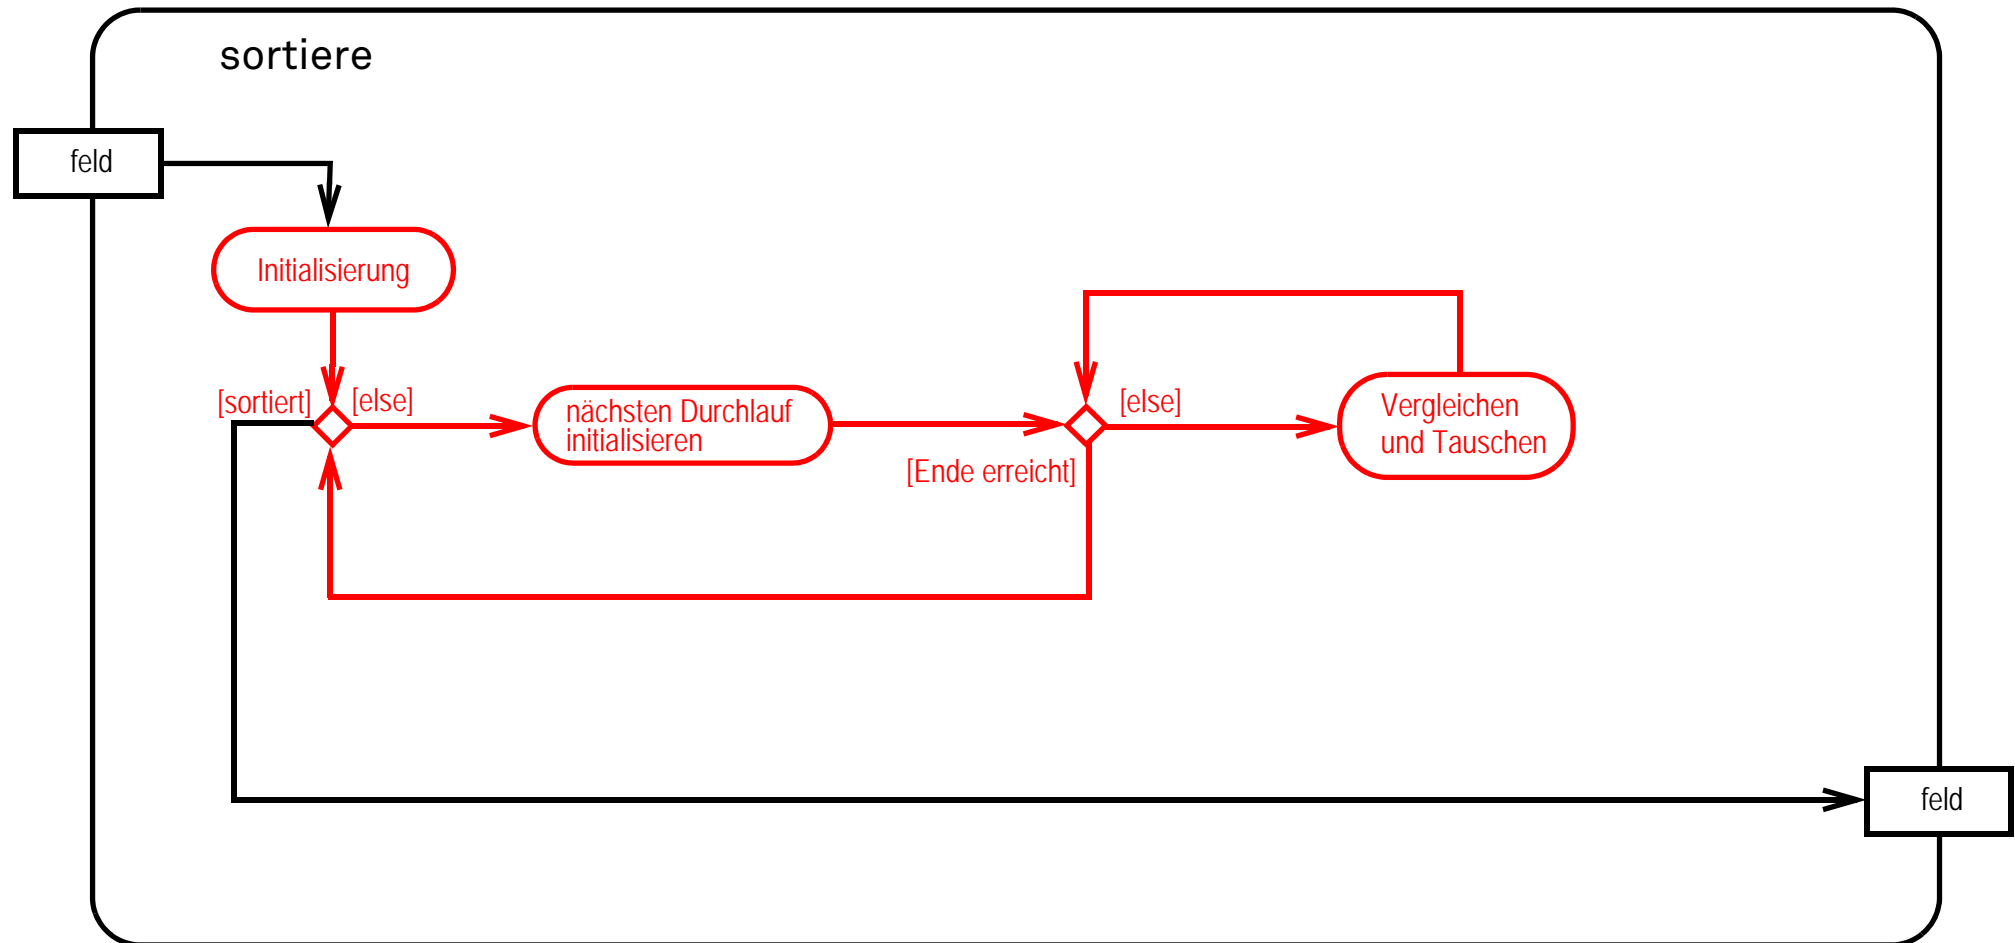 sortiere
feld
Initialisierung
[sortiert]
[else]
nächsten Durchlauf
initialisieren
[Ende erreicht]
[else]
Vergleichen
und Tauschen
feld